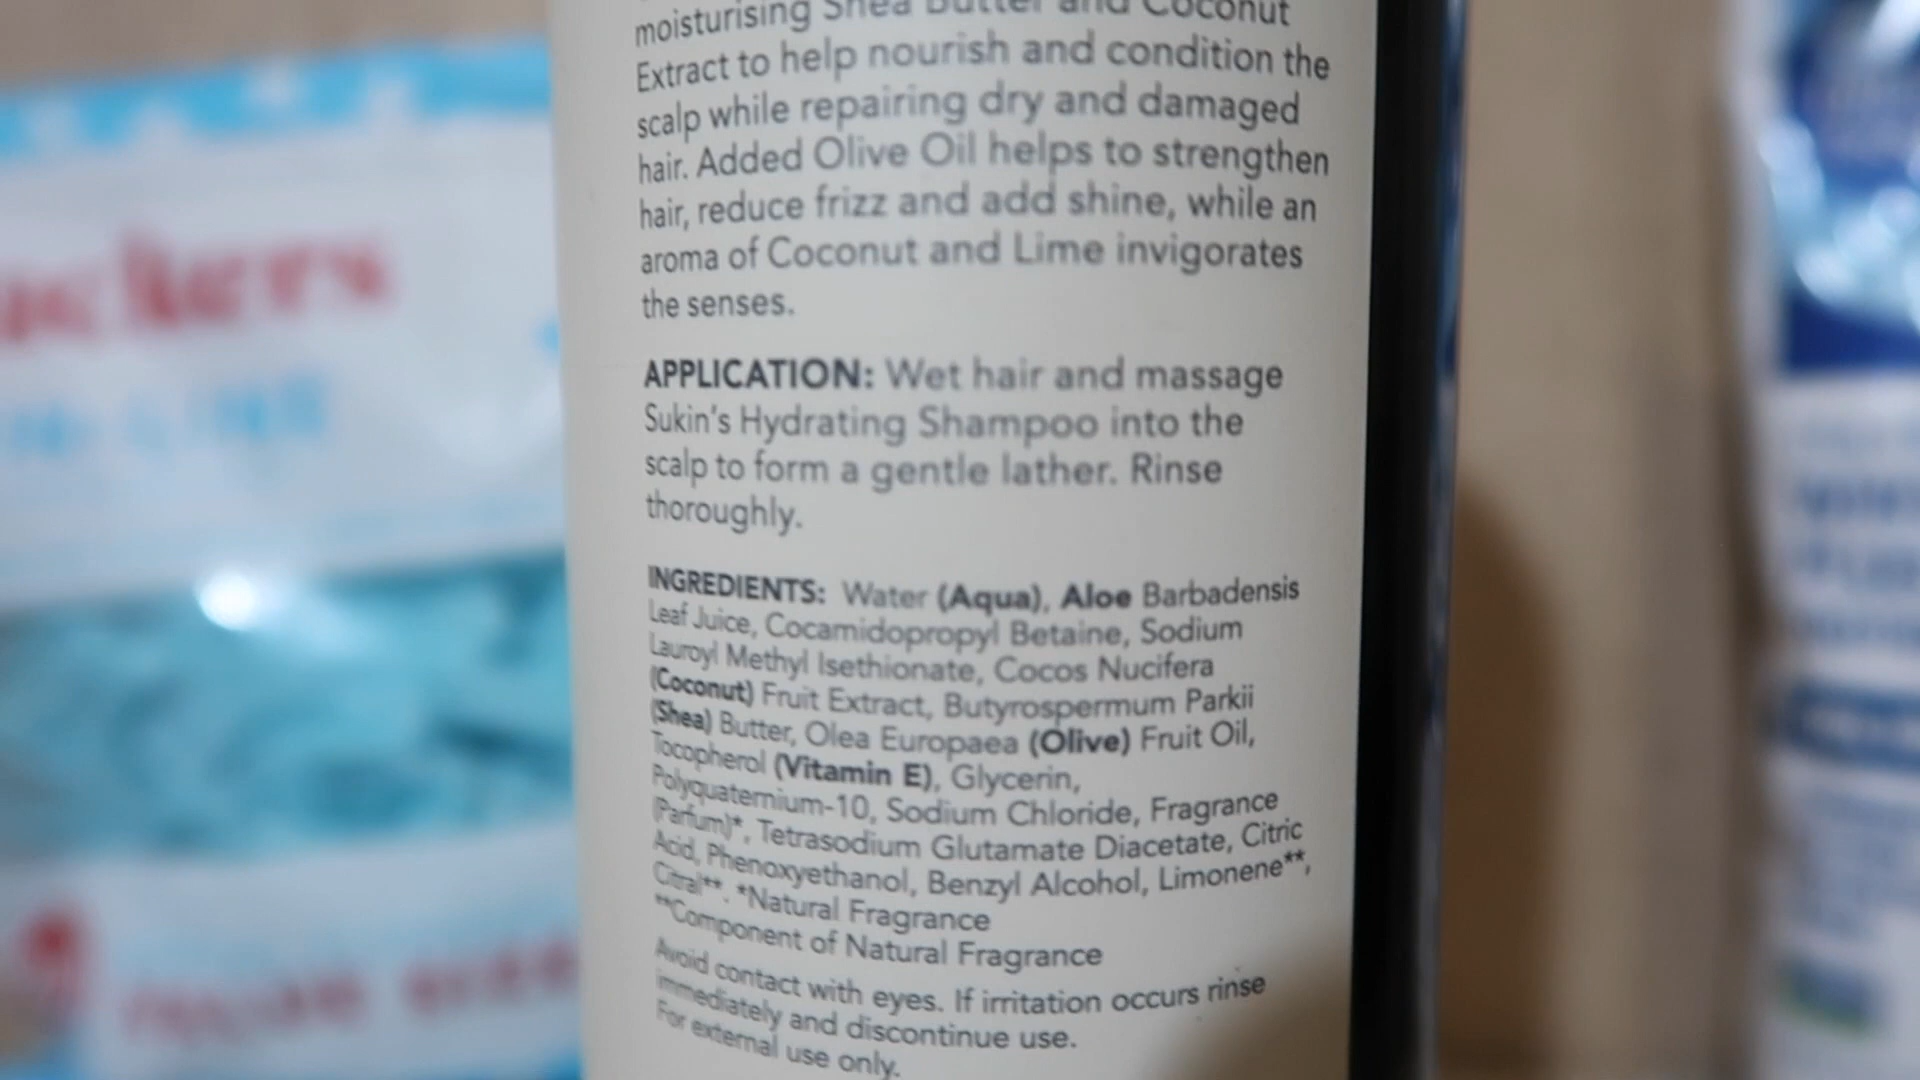 moisturising Shea Butter and Coconut
Extract to help nourish and condition the
scalp while repairing dry and damaged
hair. Added Olive Oil helps to strengthen
hair, reduce frizz and add shine, while an
aroma of Coconut and Lime invigorates
the senses.
APPLICATION: Wet hair and massage
Sukin's Hydrating Shampoo into the
scalp to form a gentle lather. Rinse
thoroughly.
INGREDIENTS: Water (Aqua), Aloe Barbadensis
Leaf Juice, Cocamidopropyl Betaine, Sodium
Lauroyl Methyl Isethionate, Cocos Nucifera
(Coconut) Fruit Extract, Butyrospermum Parkii
(Shea) Butter, Olea Europaea (Olive) Fruit Oil,
Tocopherol (Vitamin E), Glycerin,
Polyquaternium-10, Sodium Chloride, Fragrance
(Parfum)*, Tetrasodium Glutamate Diacetate, Citric
Acid, Phenoxyethanol, Benzyl Alcohol, Limonene**,
Citral**. *Natural Fragrance
**Component of Natural Fragrance
Avoid contact with eyes. If irritation occurs rinse
immediately and discontinue use.
For external use only.